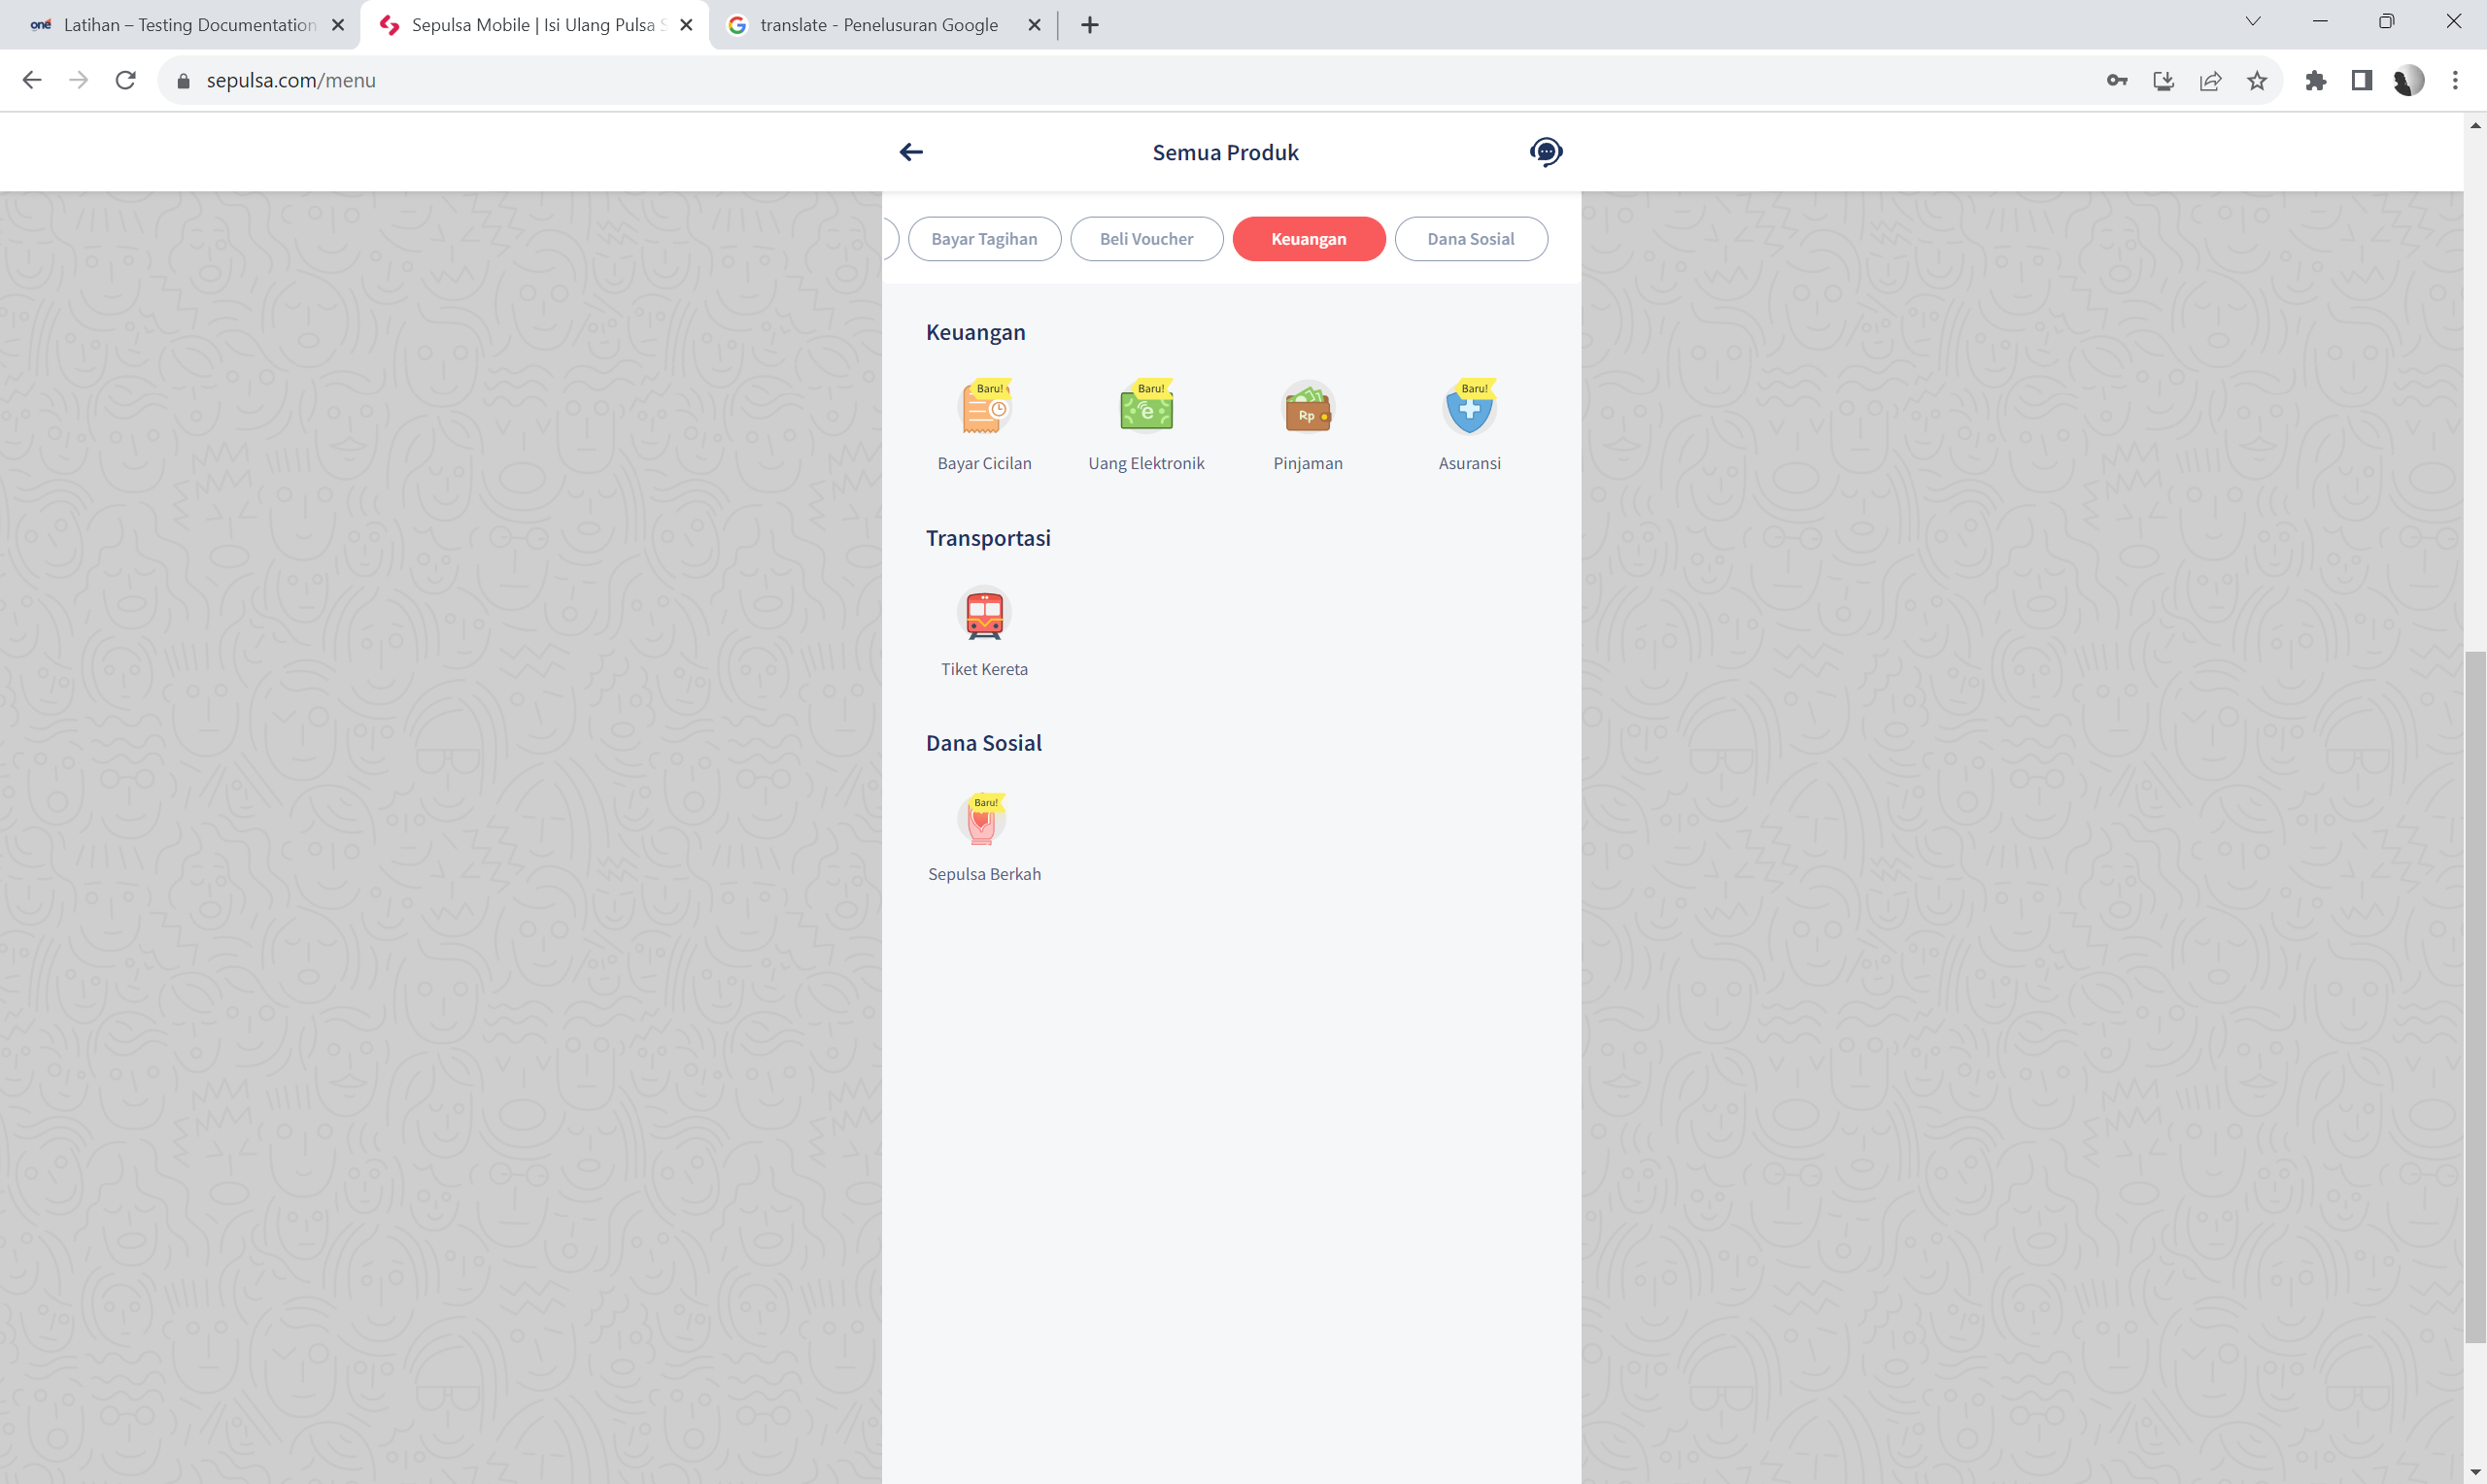 one Latihan – Testing Documentation
Sepulsa Mobile | Isi Ulang Pulsa S
translate - Penelusuran Google
sepulsa.com/menu
Semua Produk
Bayar Tagihan
Beli Voucher
Keuangan
Dana Sosial
Keuangan
Baru!
Baru!
e
Rp
Baru!
Bayar Cicilan
Uang Elektronik
Pinjaman
Asuransi
Transportasi
Tiket Kereta
Dana Sosial
Baru!
Sepulsa Berkah